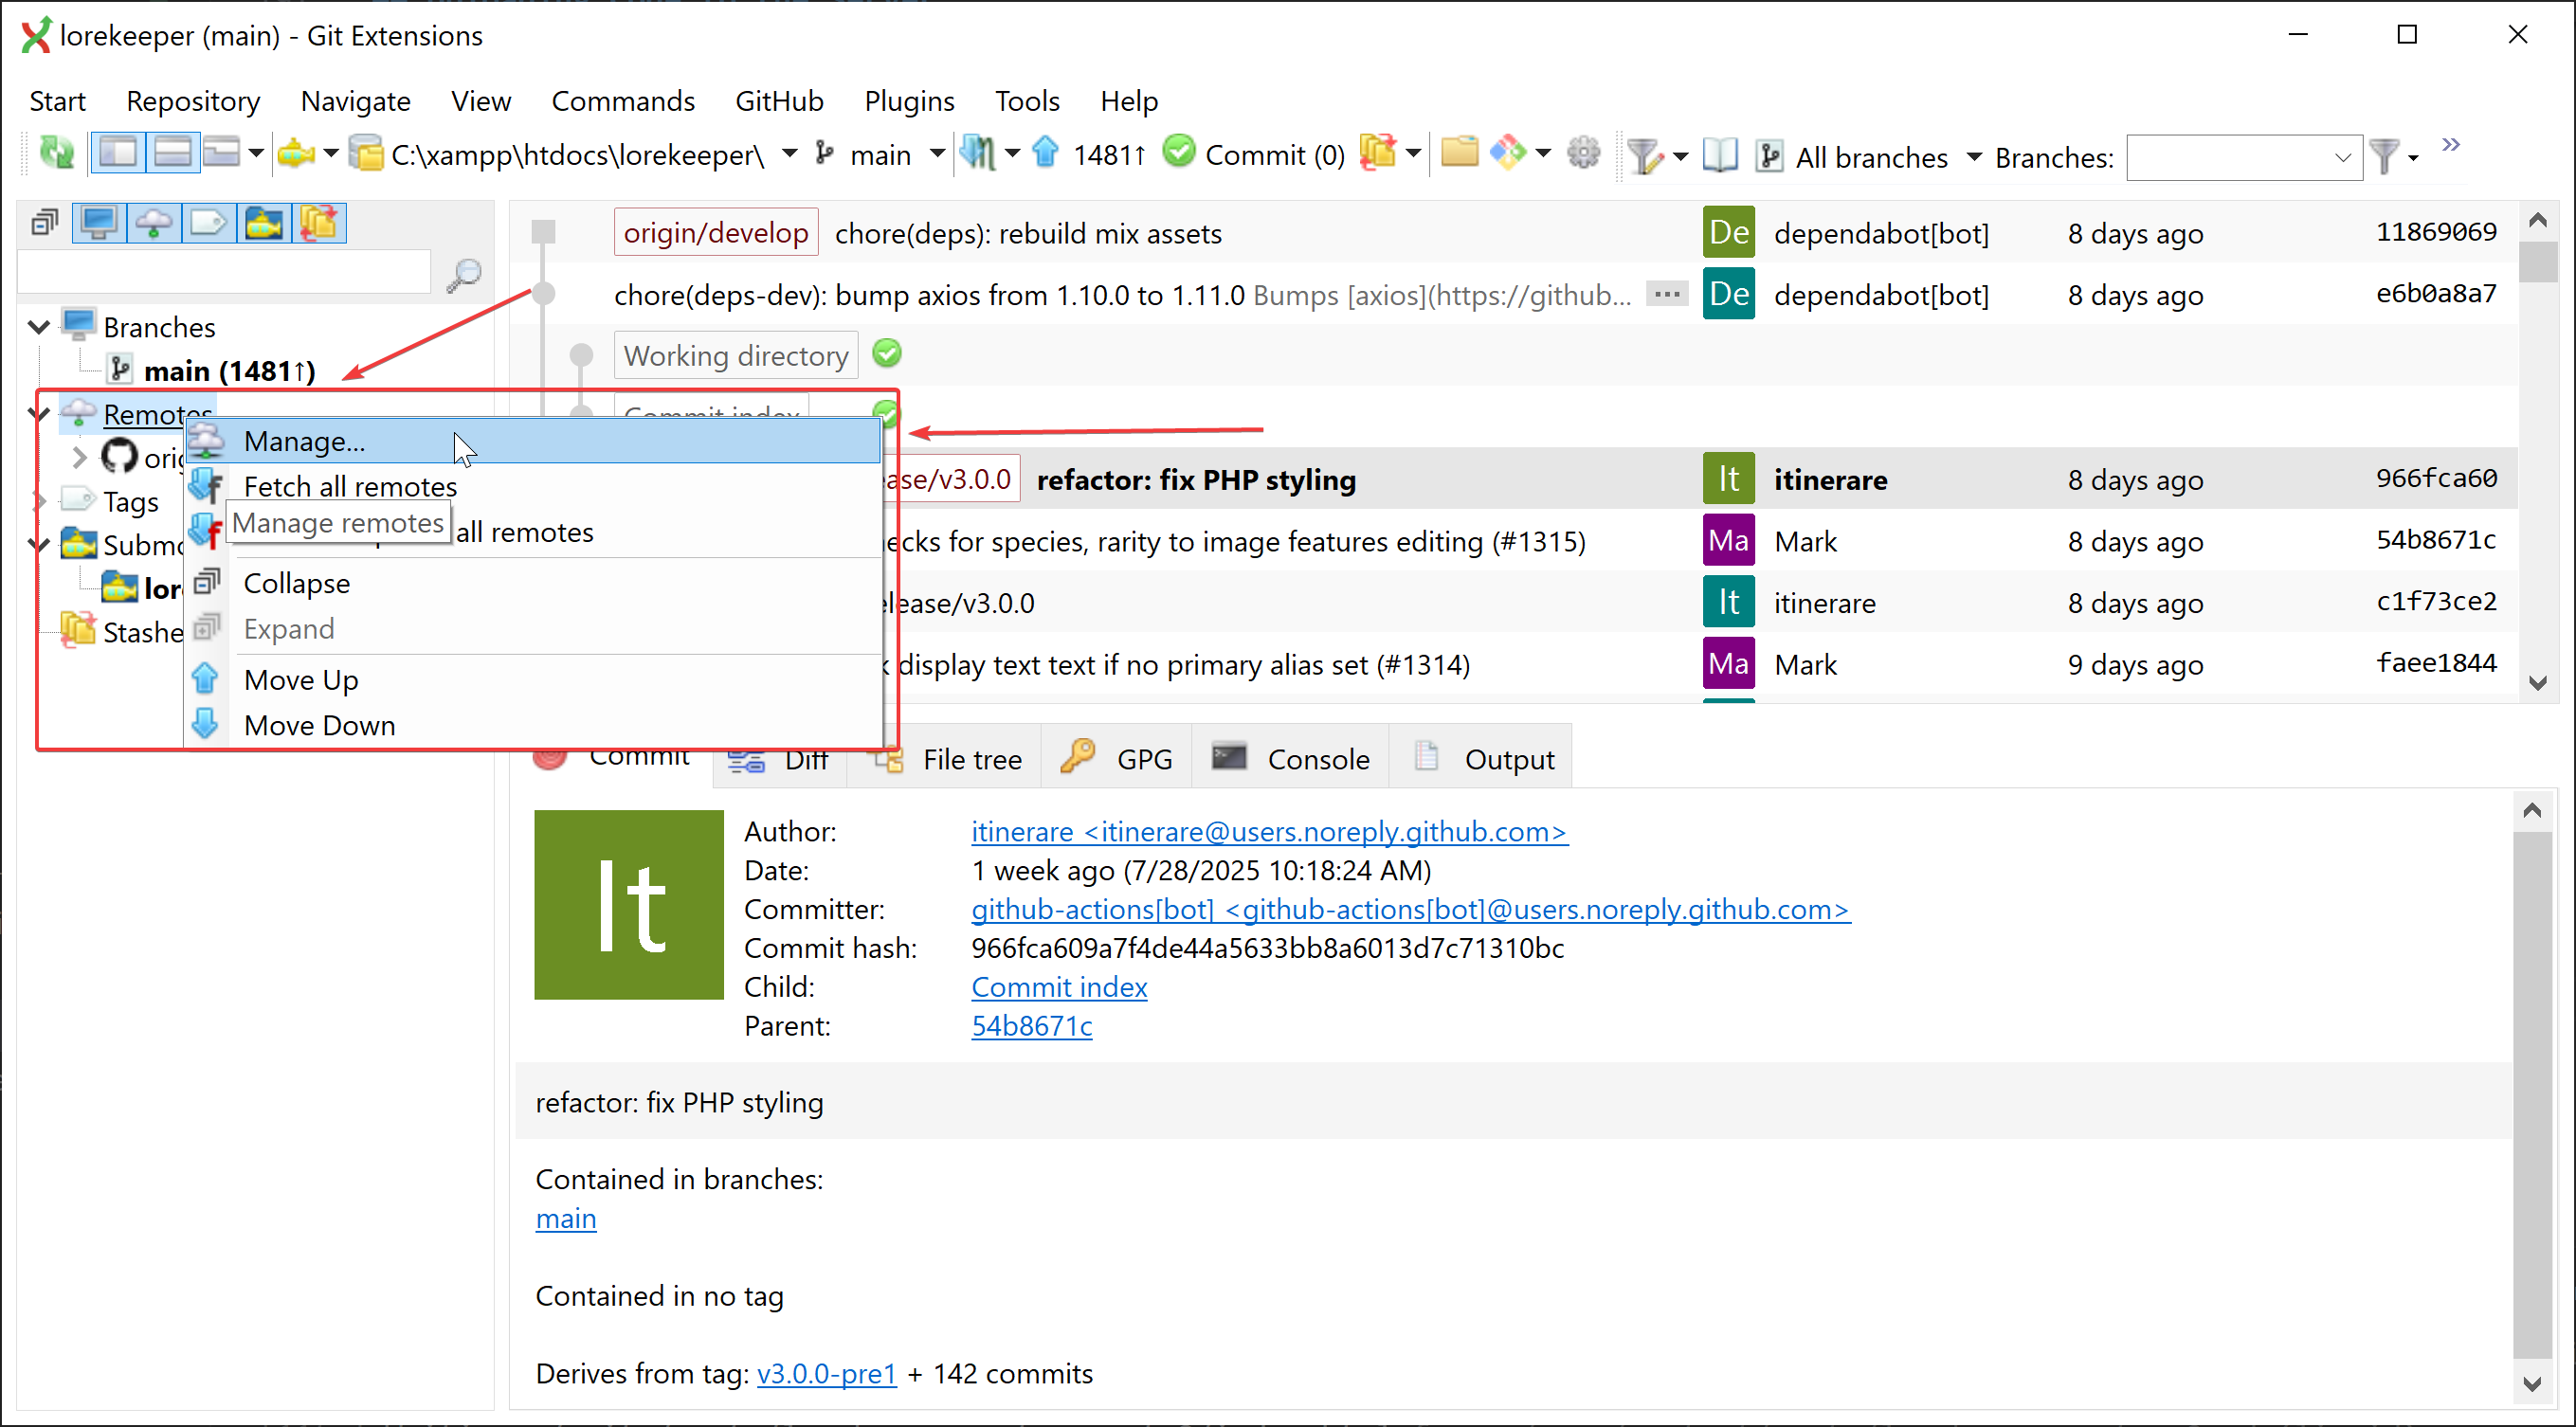 lorekeeper (main) - Git Extensions
Start Repository Navigate View Commands GitHub Plugins Tools Help
C:\xampp\htdocs\lorekeeper\ main 1481↑ Commit (0) All branches Branches:
origin/develop chore(deps): rebuild mix assets De dependabot[bot] 8 days ago 11869069
chore(deps-dev): bump axios from 1.10.0 to 1.11.0 Bumps [axios](https://github... De dependabot[bot] 8 days ago e6b0a8a7
Branches
Working directory
main (1481↑)
Remotes
Commit index
Manage...
Fetch all remotes
ease/v3.0.0 refactor: fix PHP styling It itinerare 8 days ago 966fca60
Tags
Manage remotes
all remotes
ecks for species, rarity to image features editing (#1315) Ma Mark 8 days ago 54b8671c
Subm
Collapse
lor
elease/v3.0.0 It itinerare 8 days ago c1f73ce2
Stashe
Expand
display text text if no primary alias set (#1314) Ma Mark 9 days ago faee1844
Move Up
Move Down
Commit Diff File tree GPG Console Output
It
Author: itinerare <itinerare@users.noreply.github.com>
Date: 1 week ago (7/28/2025 10:18:24 AM)
Committer: github-actions[bot] <github-actions[bot]@users.noreply.github.com>
Commit hash: 966fca609a7f4de44a5633bb8a6013d7c71310bc
Child: Commit index
Parent: 54b8671c
refactor: fix PHP styling
Contained in branches:
main
Contained in no tag
Derives from tag: v3.0.0-pre1 + 142 commits